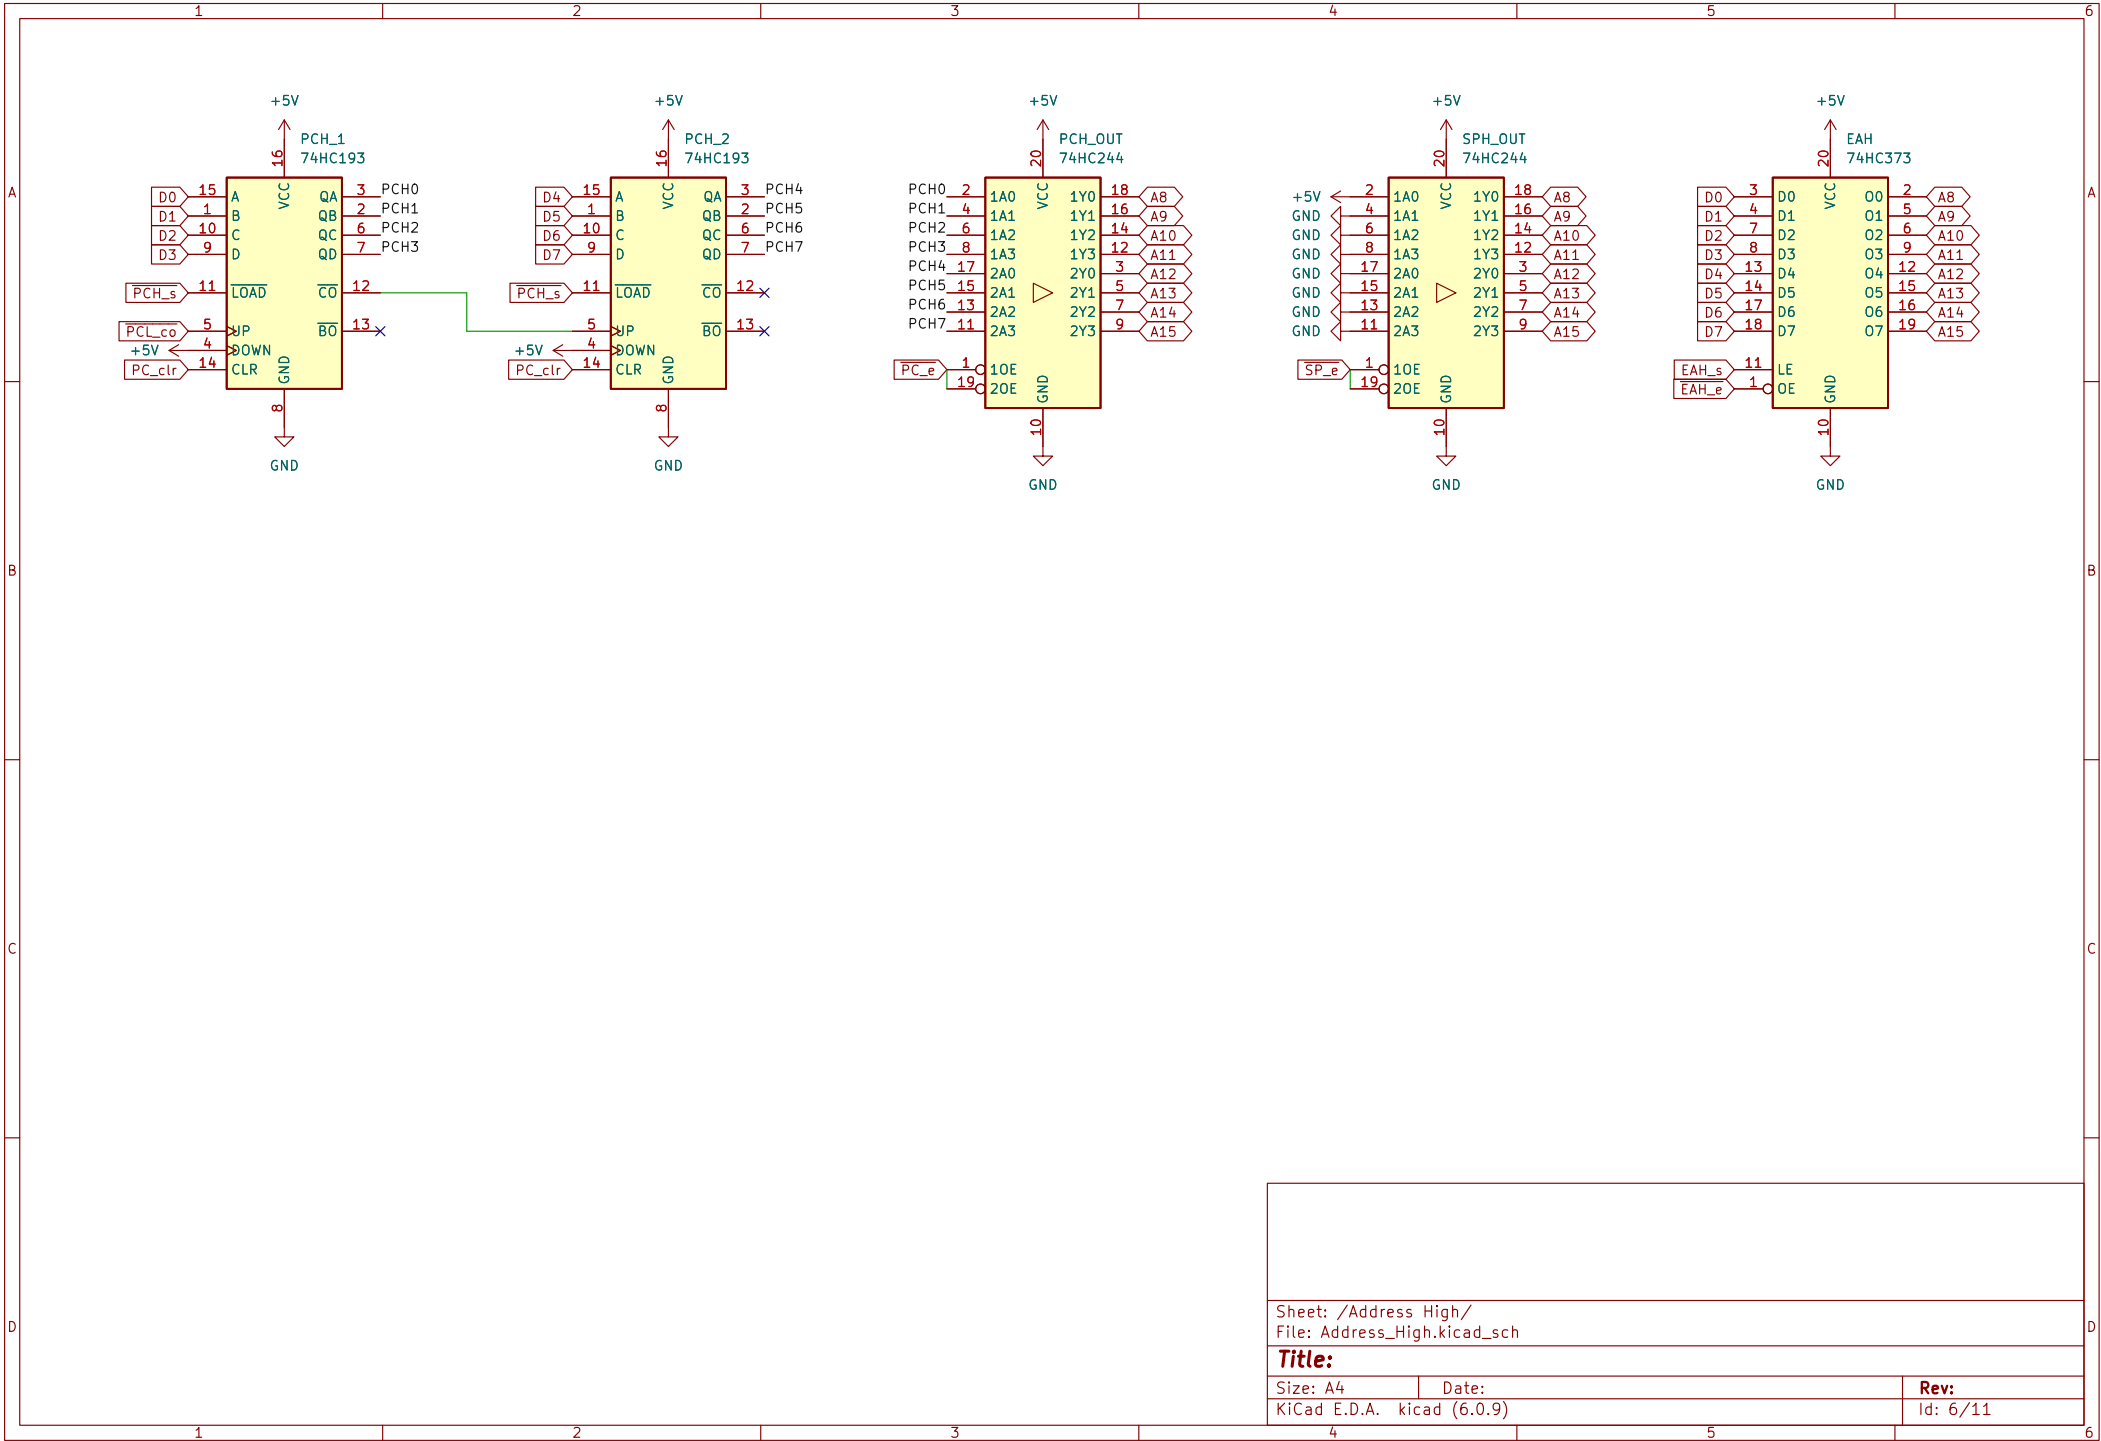 1 2 3 4 5 6
A
B
C
D
+5V
PCH_1
74HC193
16
VCC
D0 15 A QA 3 PCH0
D1 1 B QB 2 PCH1
D2 10 C QC 6 PCH2
D3 9 D QD 7 PCH3
PCH_s 11 LOAD CO 12
PCL_co 5 UP BO 13
+5V 4 DOWN
PC_clr 14 CLR
GND
8
GND
+5V
PCH_2
74HC193
16
VCC
D4 15 A QA 3 PCH4
D5 1 B QB 2 PCH5
D6 10 C QC 6 PCH6
D7 9 D QD 7 PCH7
PCH_s 11 LOAD CO 12
5 UP BO 13
+5V 4 DOWN
PC_clr 14 CLR
GND
8
GND
+5V
PCH_OUT
74HC244
20
VCC
PCH0 2 1A0 1Y0 18 A8
PCH1 4 1A1 1Y1 16 A9
PCH2 6 1A2 1Y2 14 A10
PCH3 8 1A3 1Y3 12 A11
PCH4 17 2A0 2Y0 3 A12
PCH5 15 2A1 2Y1 5 A13
PCH6 13 2A2 2Y2 7 A14
PCH7 11 2A3 2Y3 9 A15
PC_e 1 1OE
19 2OE
GND
10
GND
+5V
SPH_OUT
74HC244
20
VCC
+5V 2 1A0 1Y0 18 A8
GND 4 1A1 1Y1 16 A9
GND 6 1A2 1Y2 14 A10
GND 8 1A3 1Y3 12 A11
GND 17 2A0 2Y0 3 A12
GND 15 2A1 2Y1 5 A13
GND 13 2A2 2Y2 7 A14
GND 11 2A3 2Y3 9 A15
SP_e 1 1OE
19 2OE
GND
10
GND
+5V
EAH
74HC373
20
VCC
D0 3 D0 O0 2 A8
D1 4 D1 O1 5 A9
D2 7 D2 O2 6 A10
D3 8 D3 O3 9 A11
D4 13 D4 O4 12 A12
D5 14 D5 O5 15 A13
D6 17 D6 O6 16 A14
D7 18 D7 O7 19 A15
EAH_s 11 LE
EAH_e 1 OE
GND
10
GND
A
B
C
D
Sheet: /Address High/
File: Address_High.kicad_sch
Title:
Size: A4 Date: Rev:
KiCad E.D.A. kicad (6.0.9) Id: 6/11
1 2 3 4 5 6